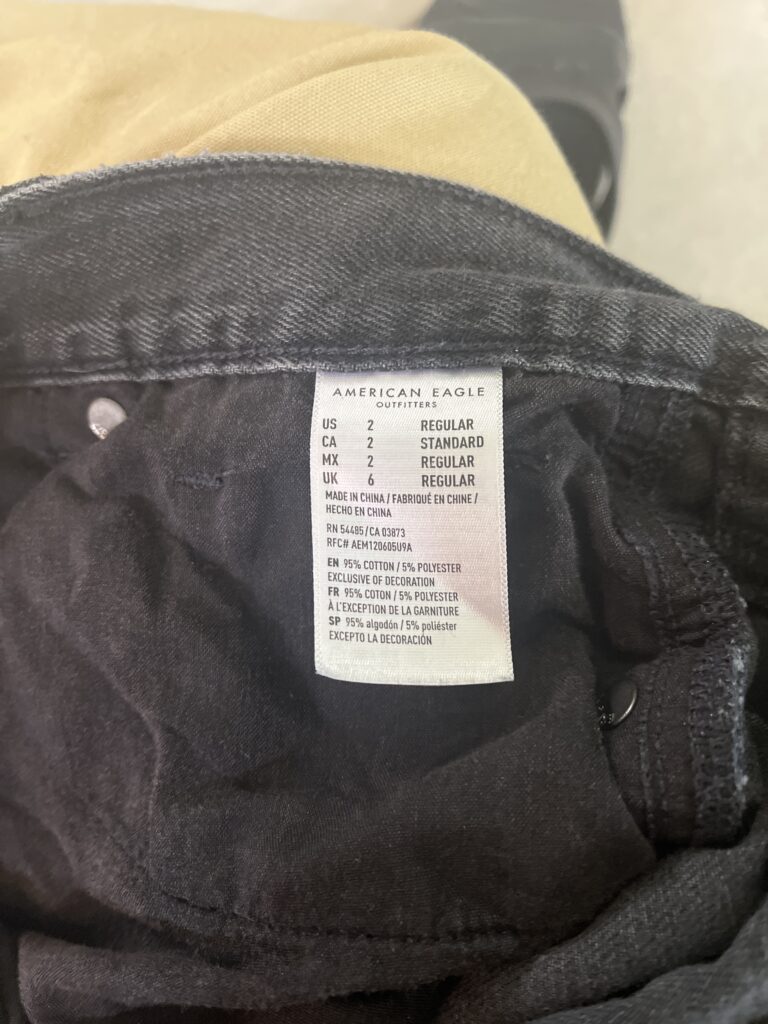 AMERICAN EAGLE
OUTFITTERS
US 2 REGULAR
CA 2 STANDARD
MX 2 REGULAR
UK 6 REGULAR
MADE IN CHINA / FABRIQUÉ EN CHINE /
HECHO EN CHINA
RN 54485 / CA 03873
RFC# AEM120605U9A
EN 95% COTTON / 5% POLYESTER
EXCLUSIVE OF DECORATION
FR 95% COTON / 5% POLYESTER
À L'EXCEPTION DE LA GARNITURE
SP 95% algodón / 5% poliéster
EXCEPTO LA DECORACIÓN